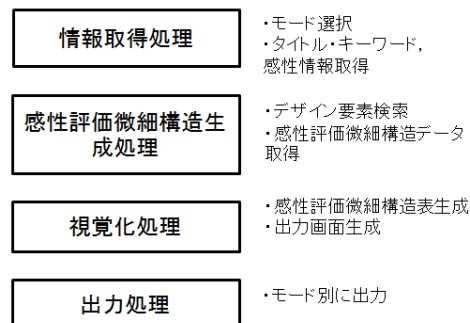 情報取得処理
・モード選択
・タイトル・キーワード,
感性情報取得
感性評価微細構造生
成処理
・デザイン要素検索
・感性評価微細構造データ
取得
視覚化処理
・感性評価微細構造表生成
・出力画面生成
出力処理
・モード別に出力